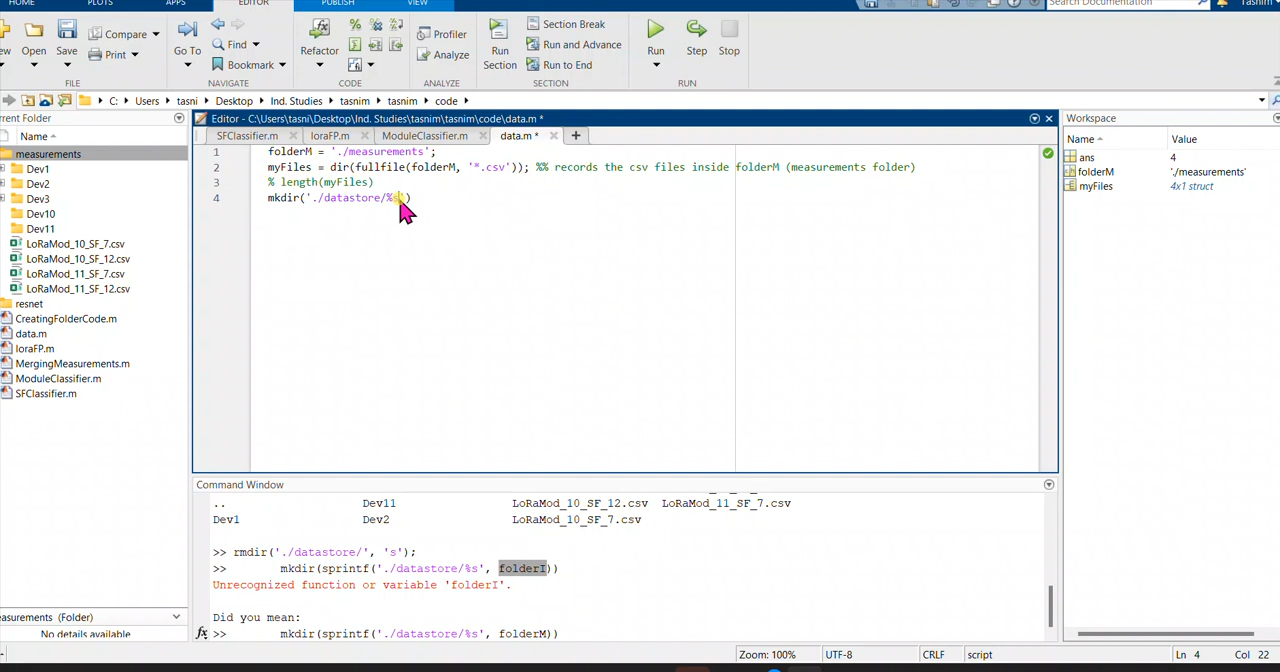 HOME PLOTS APPS EDITOR PUBLISH VIEW Search Documentation Tasnim
Open Save Compare Print
Go To Find Bookmark
Refactor
Profiler Analyze
Run Section Section Break Run and Advance Run to End
Run Step Stop
FILE NAVIGATE CODE ANALYZE SECTION RUN
C: Users tasni Desktop Ind. Studies tasnim tasnim code
rrent Folder
Name
measurements
Dev1
Dev2
Dev3
Dev10
Dev11
LoRaMod_10_SF_7.csv
LoRaMod_10_SF_12.csv
LoRaMod_11_SF_7.csv
LoRaMod_11_SF_12.csv
resnet
CreatingFolderCode.m
data.m
loraFP.m
MergingMeasurements.m
ModuleClassifier.m
SFClassifier.m
easurements (Folder)
No details available
Editor - C:\Users\tasni\Desktop\Ind. Studies\tasnim\tasnim\code\data.m *
SFClassifier.m loraFP.m ModuleClassifier.m data.m * +
1 folderM = './measurements';
2 myFiles = dir(fullfile(folderM, '*.csv')); %% records the csv files inside folderM (measurements folder)
3 % length(myFiles)
4 mkdir('./datastore/%s')
Command Window
.. Dev11 LoRaMod_10_SF_12.csv LoRaMod_11_SF_7.csv
Dev1 Dev2 LoRaMod_10_SF_7.csv
>> rmdir('./datastore/', 's');
>> mkdir(sprintf('./datastore/%s', folderI))
Unrecognized function or variable 'folderI'.
Did you mean:
fx >> mkdir(sprintf('./datastore/%s', folderM))
Workspace
Name Value
ans 4
folderM './measurements'
myFiles 4x1 struct
Zoom: 100% UTF-8 CRLF script Ln 4 Col 22